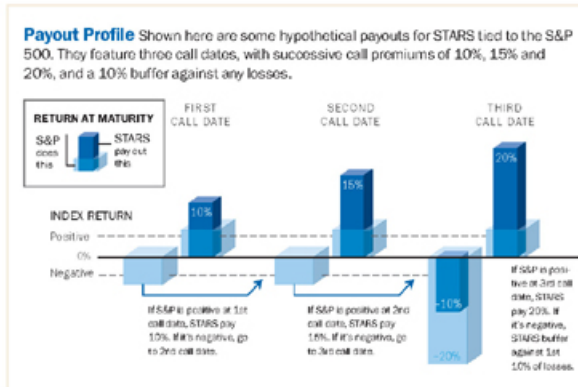 Payout Profile Shown here are some hypothetical payouts for STARS tied to the S&P
500. They feature three call dates, with successive call premiums of 10%, 15% and
20%, and a 10% buffer against any losses.
RETURN AT MATURITY
S&P does this
STARS pay out this
FIRST
CALL DATE
SECOND
CALL DATE
THIRD
CALL DATE
INDEX RETURN
Positive
0%
Negative
10%
15%
20%
-10%
-20%
If S&P is positive at 1st
call date, STARS pay
10%. If it's negative, go
to 2nd call date.
If S&P is positive at 2nd
call date, STARS pay
15%. If it's negative, go
to 3rd call date.
If S&P is posi-
tive at 3rd call
date, STARS
pay 20%. If
it's negative,
STARS buffer
against 1st
10% of losses.